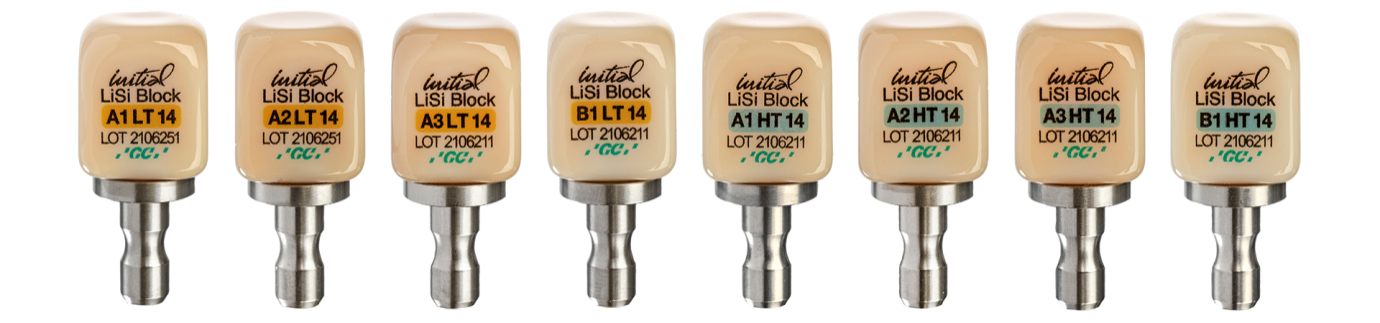 initial
LiSi Block
A1 LT 14
LOT 2106251
GC
initial
LiSi Block
A2 LT 14
LOT 2106251
GC
initial
LiSi Block
A3 LT 14
LOT 2106211
GC
initial
LiSi Block
B1 LT 14
LOT 2106211
GC
initial
LiSi Block
A1 HT 14
LOT 2106211
GC
initial
LiSi Block
A2 HT 14
LOT 2106211
GC
initial
LiSi Block
A3 HT 14
LOT 2106211
GC
initial
LiSi Block
B1 HT 14
LOT 2106211
GC